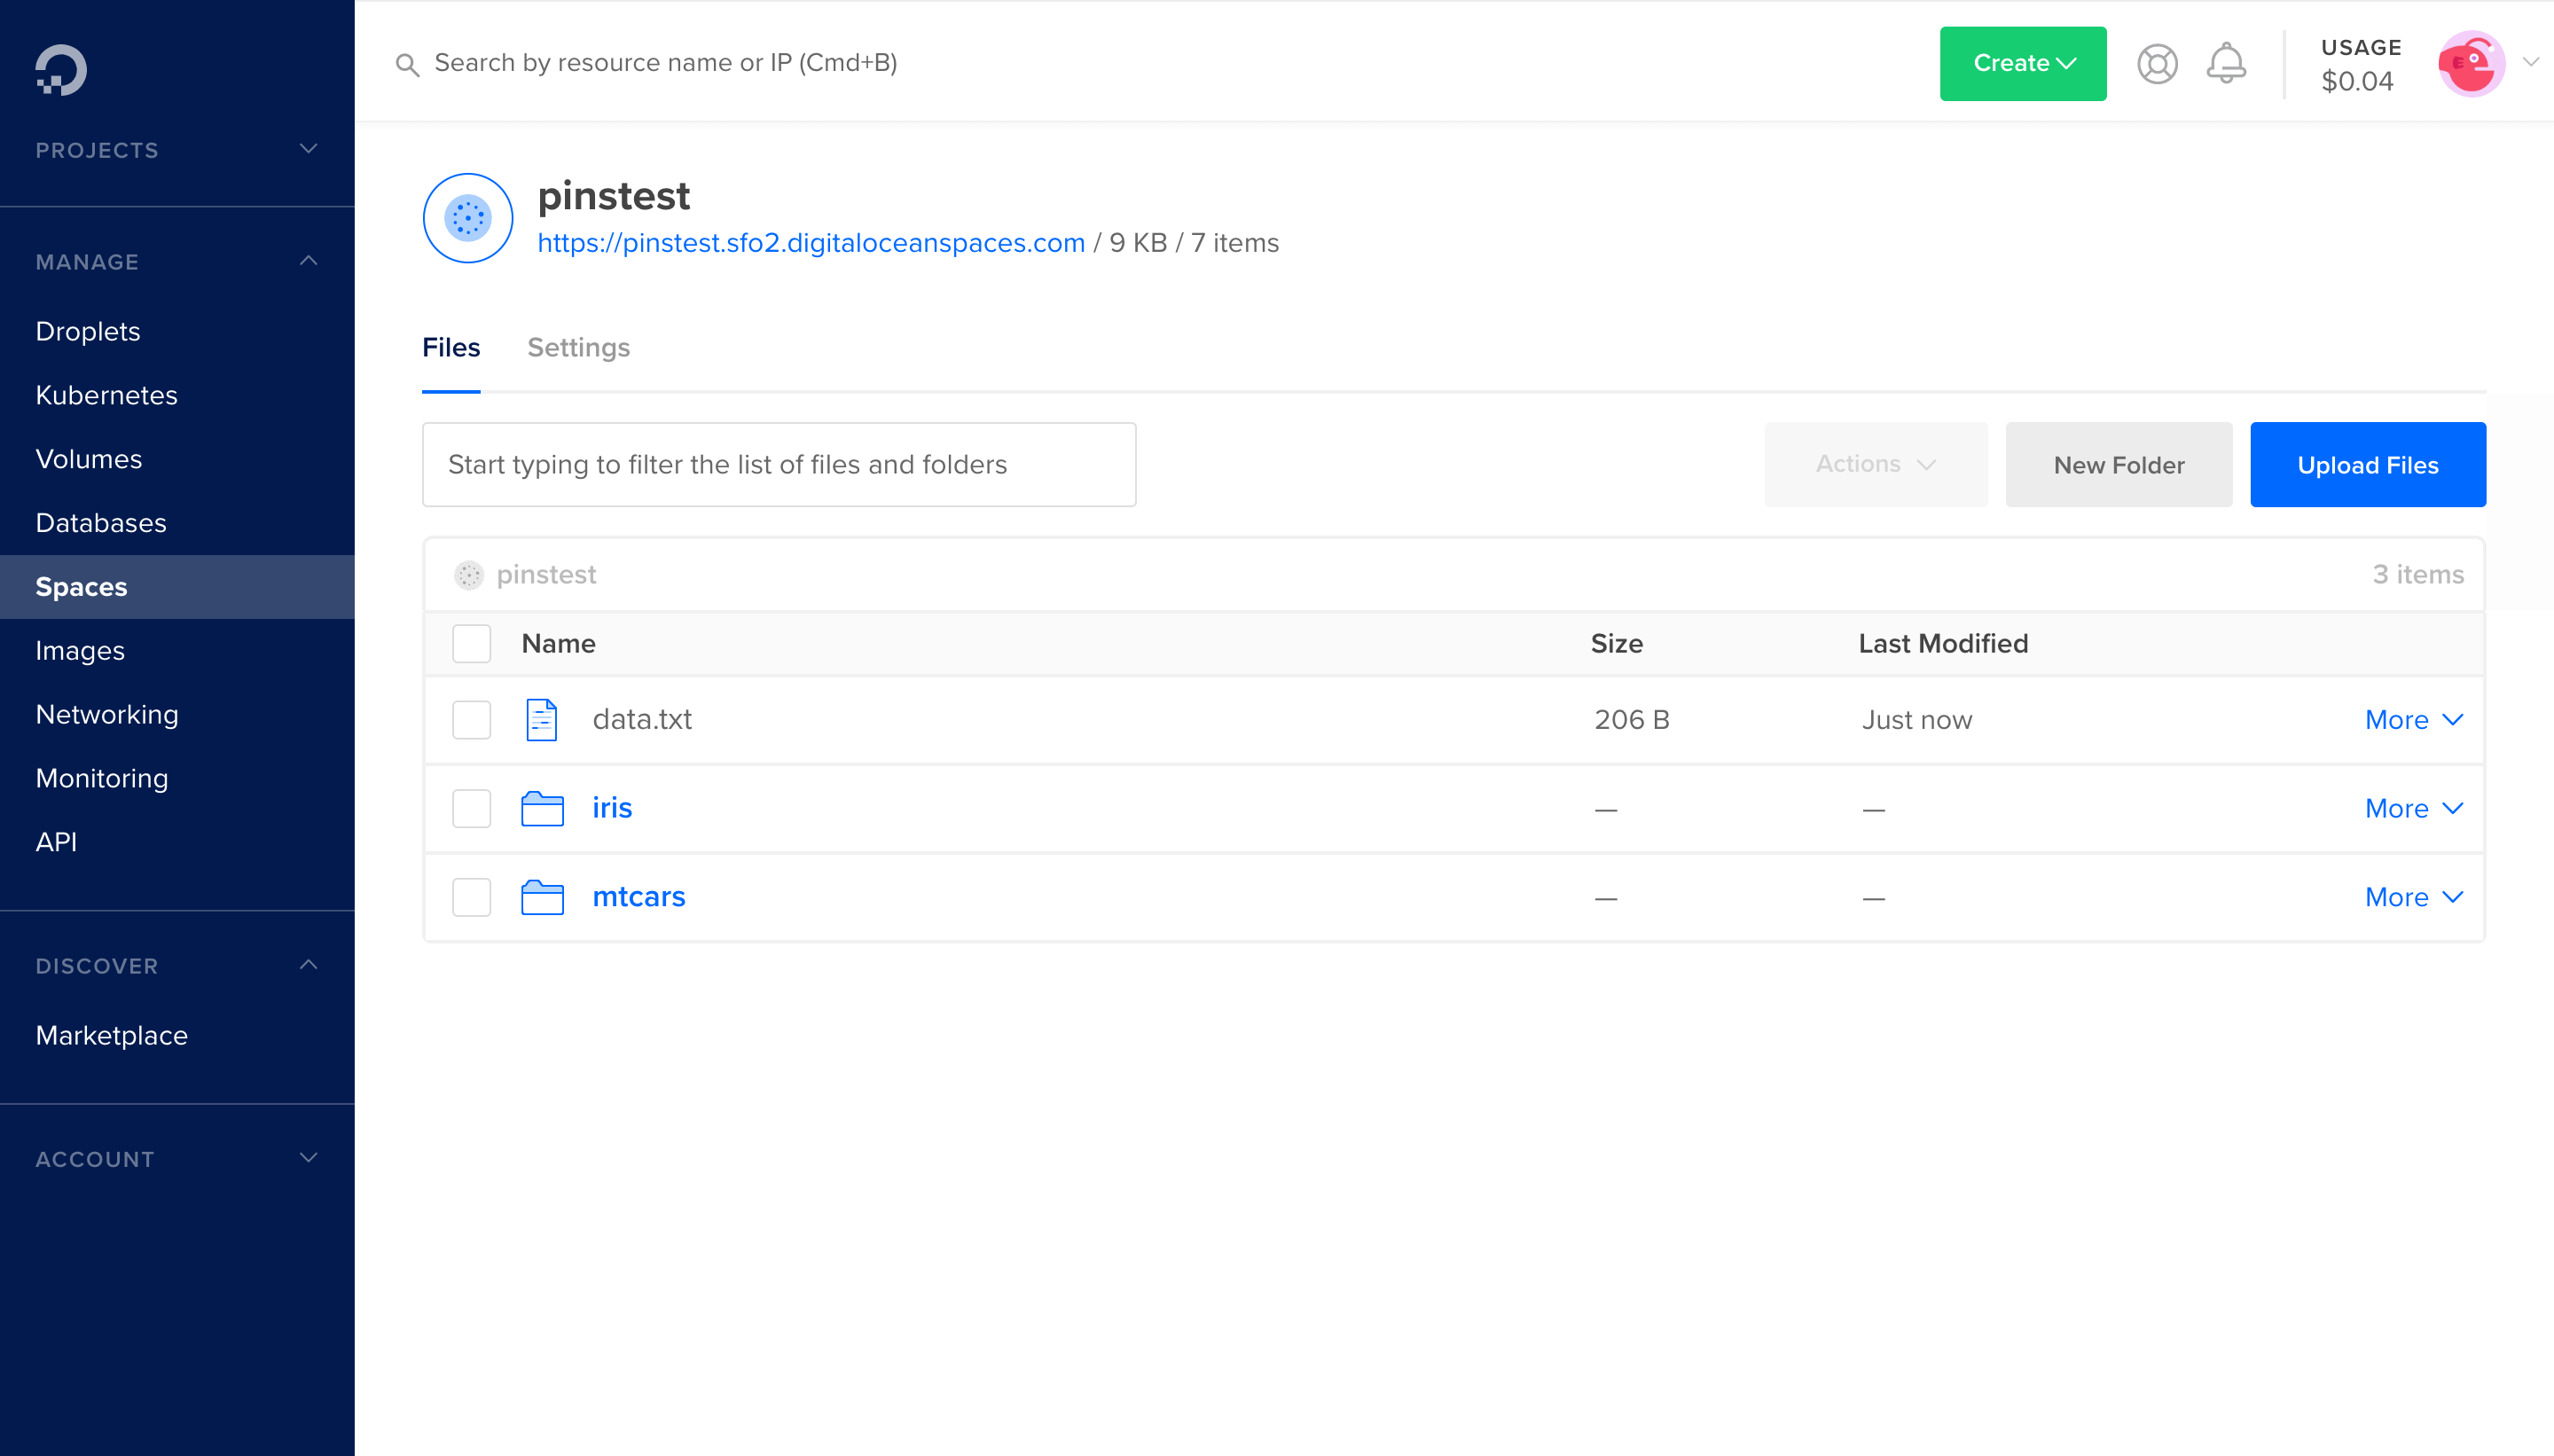 Search by resource name or IP (Cmd+B)
Create
USAGE
$0.04
PROJECTS
MANAGE
Droplets
Kubernetes
Volumes
Databases
Spaces
Images
Networking
Monitoring
API
DISCOVER
Marketplace
ACCOUNT
pinstest
https://pinstest.sfo2.digitaloceanspaces.com / 9 KB / 7 items
Files Settings
Start typing to filter the list of files and folders
Actions
New Folder
Upload Files
pinstest 3 items
Name Size Last Modified
data.txt 206 B Just now More
iris — — More
mtcars — — More